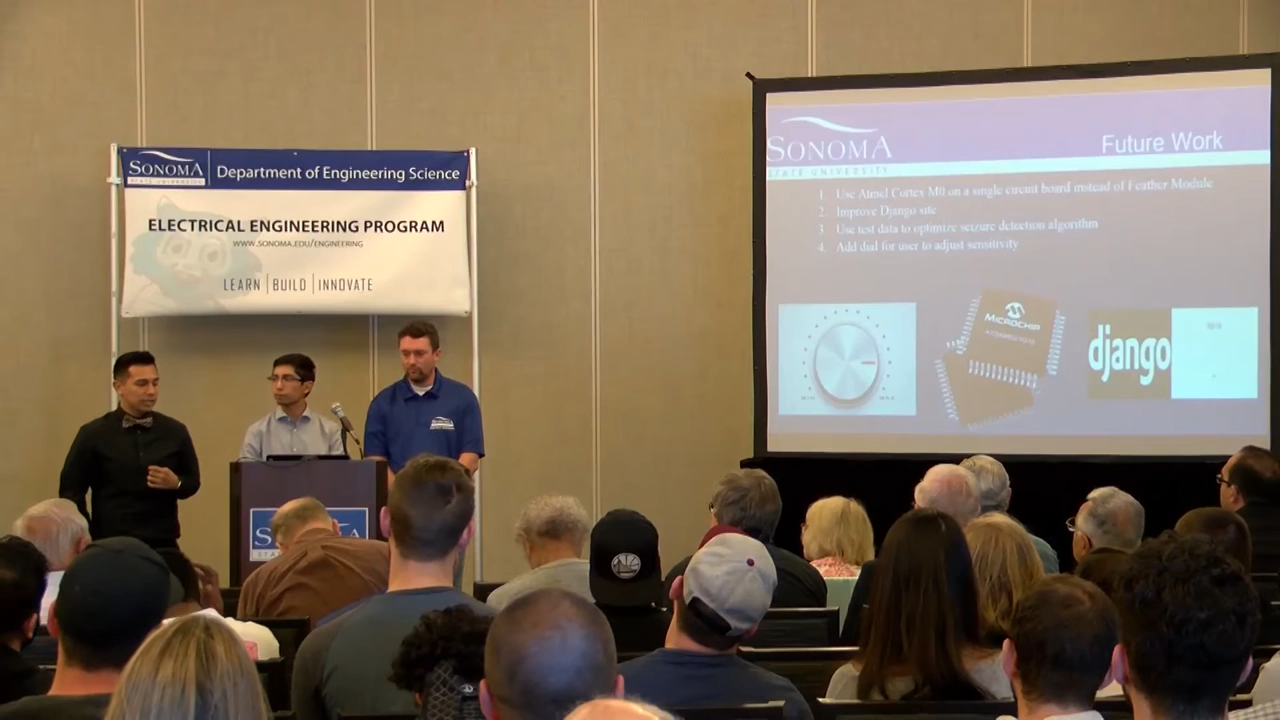 SONOMA
STATE UNIVERSITY
Department of Engineering Science
ELECTRICAL ENGINEERING PROGRAM
WWW.SONOMA.EDU/ENGINEERING
LEARN | BUILD | INNOVATE
SONOMA
STATE UNIVERSITY
Future Work
1. Use Atmel Cortex M0 on a single circuit board instead of Feather Module
2. Improve Django site
3. Use test data to optimize seizure detection algorithm
4. Add dial for user to adjust sensitivity
MIN
MAX
MICROCHIP
django